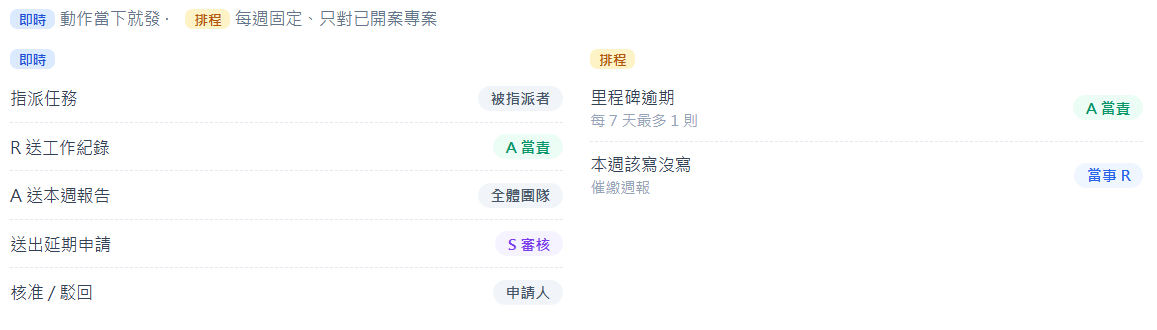 即時 動作當下就發 · 排程 每週固定、只對已開案專案
即時
指派任務 被指派者
R 送工作紀錄 A 當責
A 送本週報告 全體團隊
送出延期申請 S 審核
核准 / 駁回 申請人
排程
里程碑逾期 A 當責
每 7 天最多 1 則
本週該寫沒寫 當事 R
催繳週報